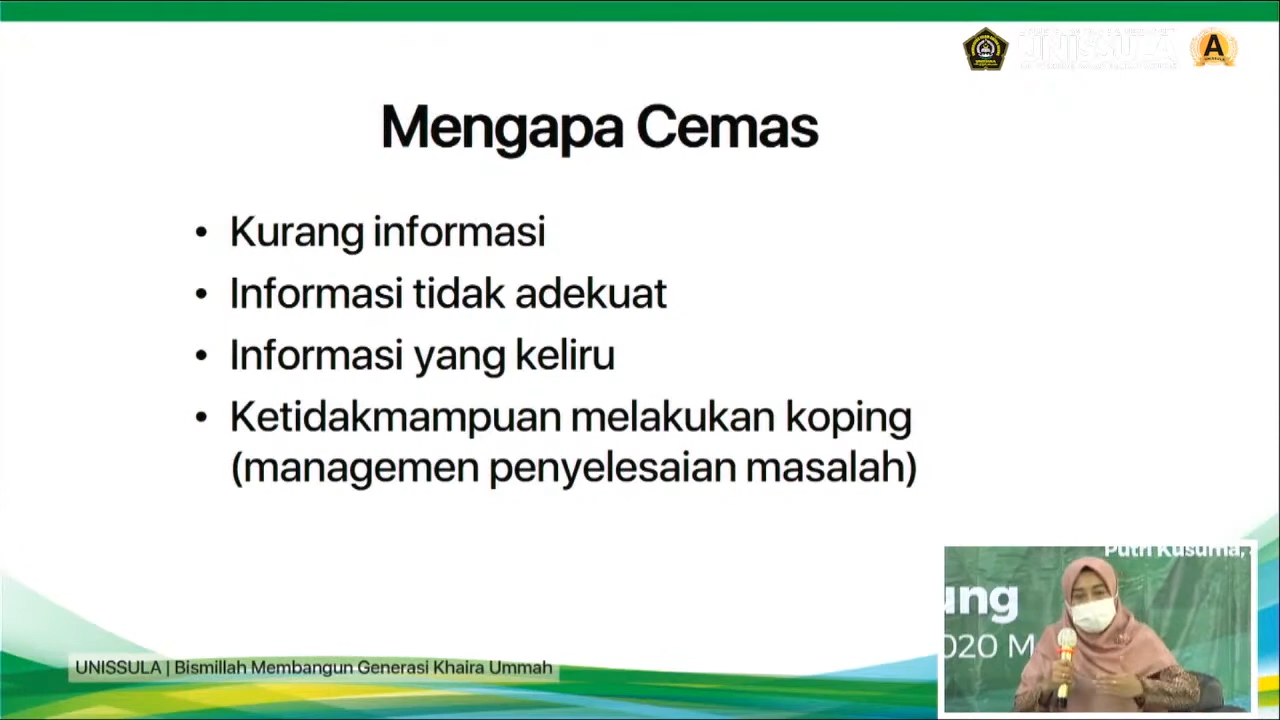 UNISSULA
A
Mengapa Cemas
• Kurang informasi
• Informasi tidak adekuat
• Informasi yang keliru
• Ketidakmampuan melakukan koping
(managemen penyelesaian masalah)
Putri Kusuma,
ung
020 M
UNISSULA | Bismillah Membangun Generasi Khaira Ummah